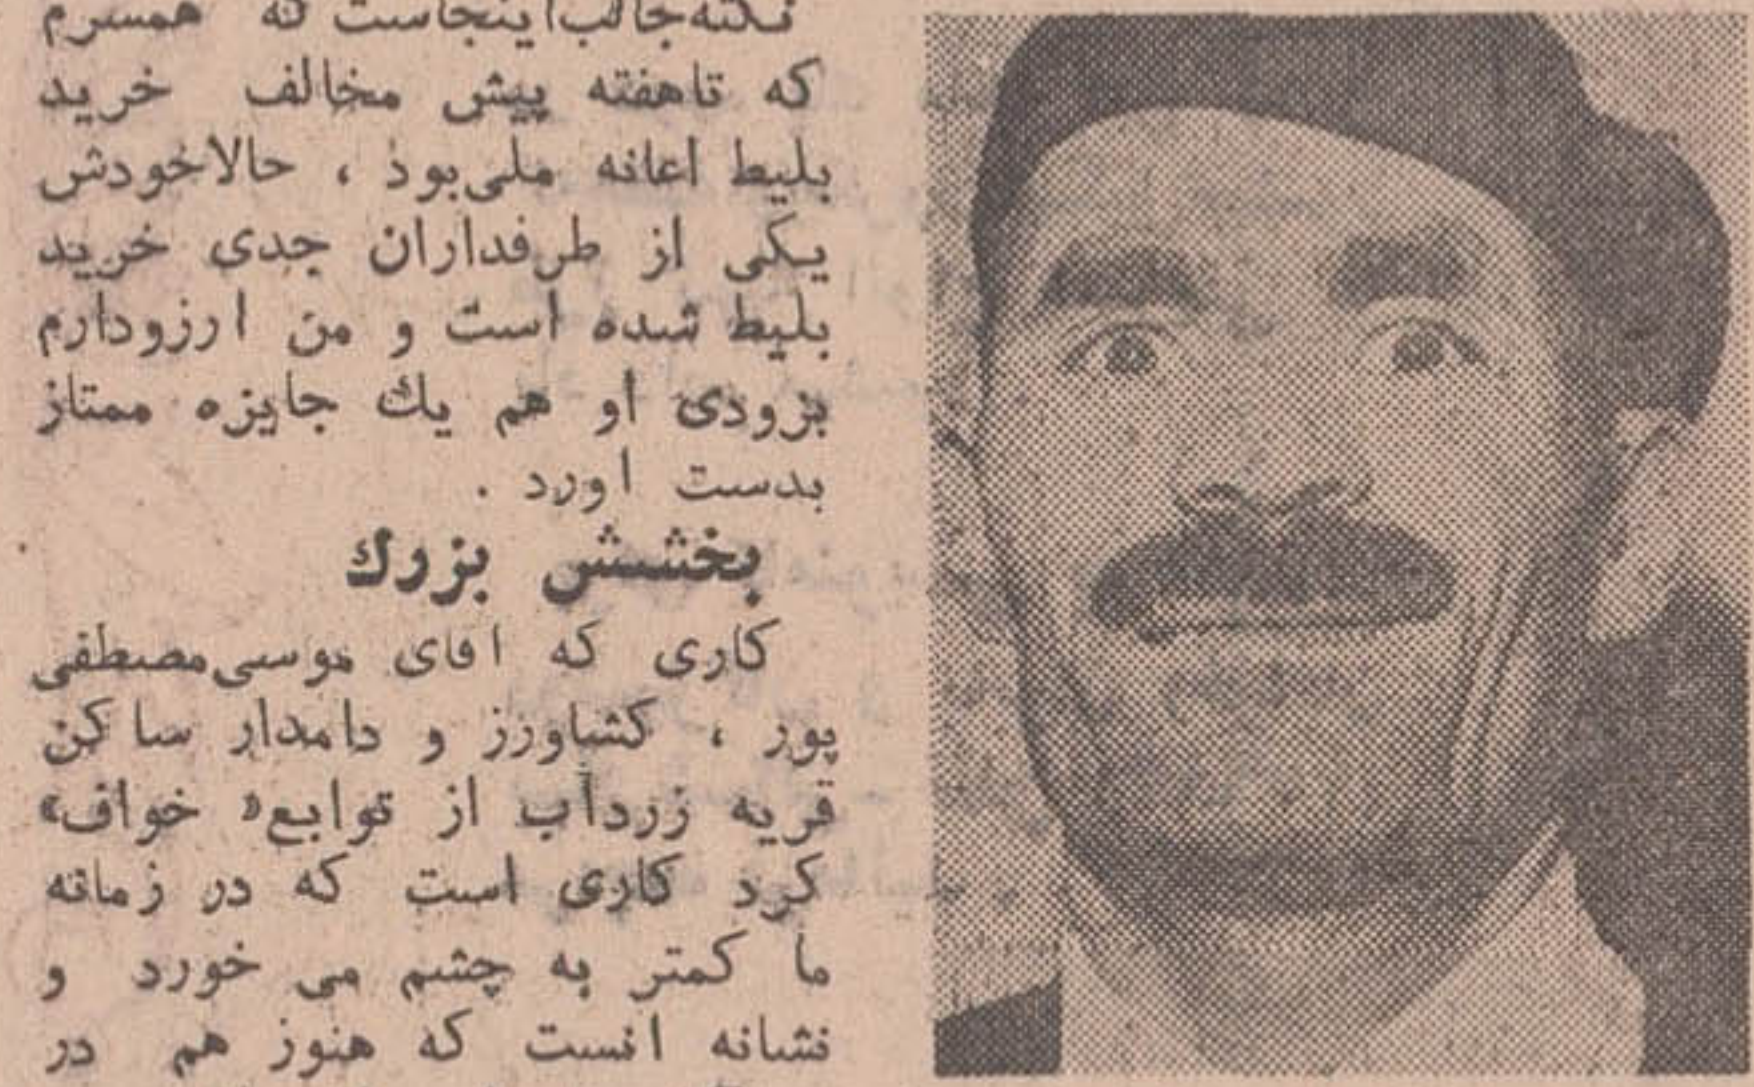 نکته‌جالب‌اینجاست که همسرم
که تاهفته پیش مخالف خرید
بلیط اعانه ملی‌بود ، حالاخودش
یکی از طرفداران جدی خرید
بلیط شده است و من ارزودارم
بزودی او هم یك جایزه ممتاز
بدست اورد .
بخشش بزرك
کاری که اقای موسی‌مصطفی
پور ، کشاورز و دامدار ساکن
قریه زرداب از توابع« خواف»
کرد کاری است که در زمانه
ما کمتر به چشم می خورد و
نشانه انست که هنوز هم در